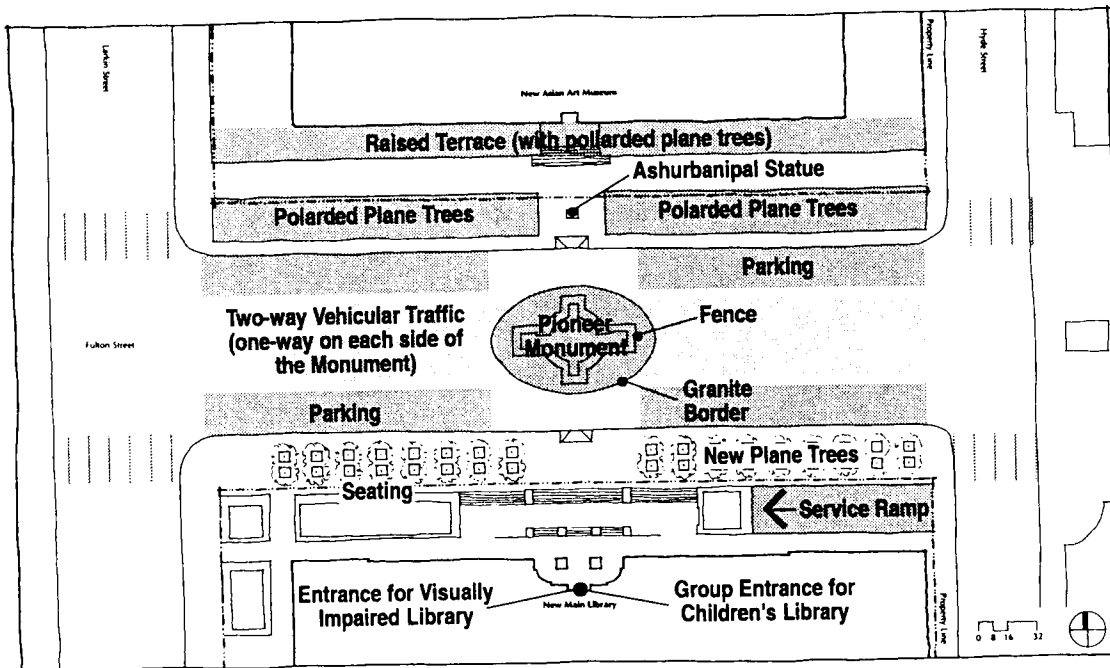 Larkin Street
Property Line
Hyde Street
New Asian Art Museum
Raised Terrace (with pollarded plane trees)
Ashurbanipal Statue
Polarded Plane Trees
Polarded Plane Trees
Parking
Two-way Vehicular Traffic
(one-way on each side of
the Monument)
Fulton Street
Pioneer
Monument
Fence
Granite
Border
Parking
New Plane Trees
Seating
Service Ramp
Entrance for Visually
Impaired Library
New Main Library
Group Entrance for
Children's Library
Property Line
0 8 16 32